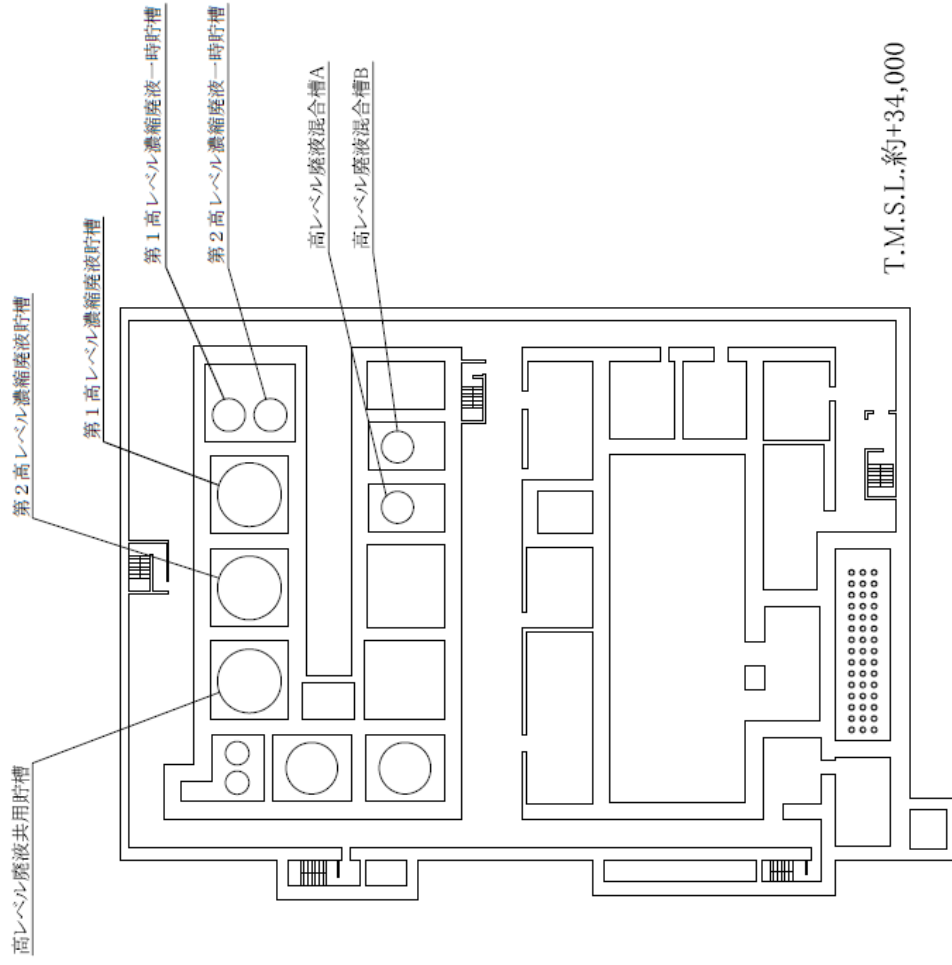 高レベル廃液共用貯槽
第2高レベル濃縮廃液貯槽
第1高レベル濃縮廃液貯槽
第1高レベル濃縮廃液一時貯槽
第2高レベル濃縮廃液一時貯槽
高レベル廃液混合槽A
高レベル廃液混合槽B
T.M.S.L.約+34,000